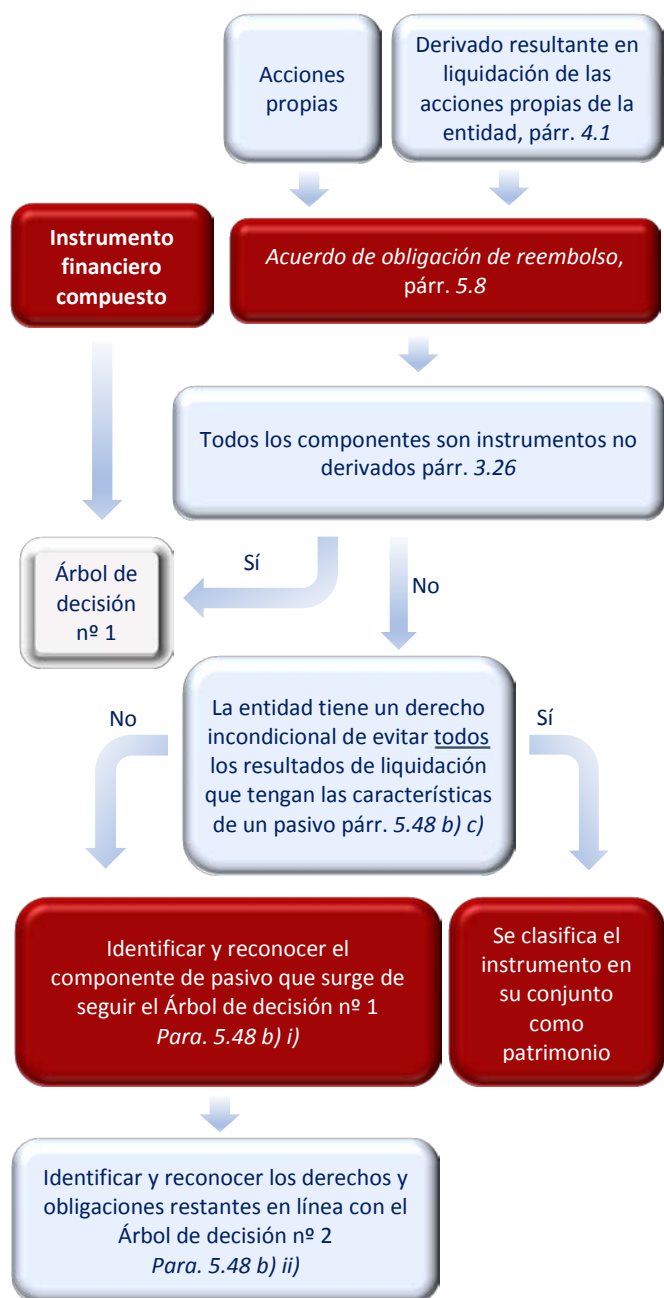 Acciones
propias
Derivado resultante en
liquidación de las
acciones propias de la
entidad, párr. 4.1
Instrumento
financiero
compuesto
Acuerdo de obligación de reembolso,
párr. 5.8
Todos los componentes son instrumentos no
derivados párr. 3.26
Sí
No
Árbol de
decisión
nº 1
No
La entidad tiene un derecho
incondicional de evitar todos
los resultados de liquidación
que tengan las características
de un pasivo párr. 5.48 b) c)
Sí
Identificar y reconocer el
componente de pasivo que surge de
seguir el Árbol de decisión nº 1
Para. 5.48 b) i)
Se clasifica el
instrumento en
su conjunto
como
patrimonio
Identificar y reconocer los derechos y
obligaciones restantes en línea con el
Árbol de decisión nº 2
Para. 5.48 b) ii)